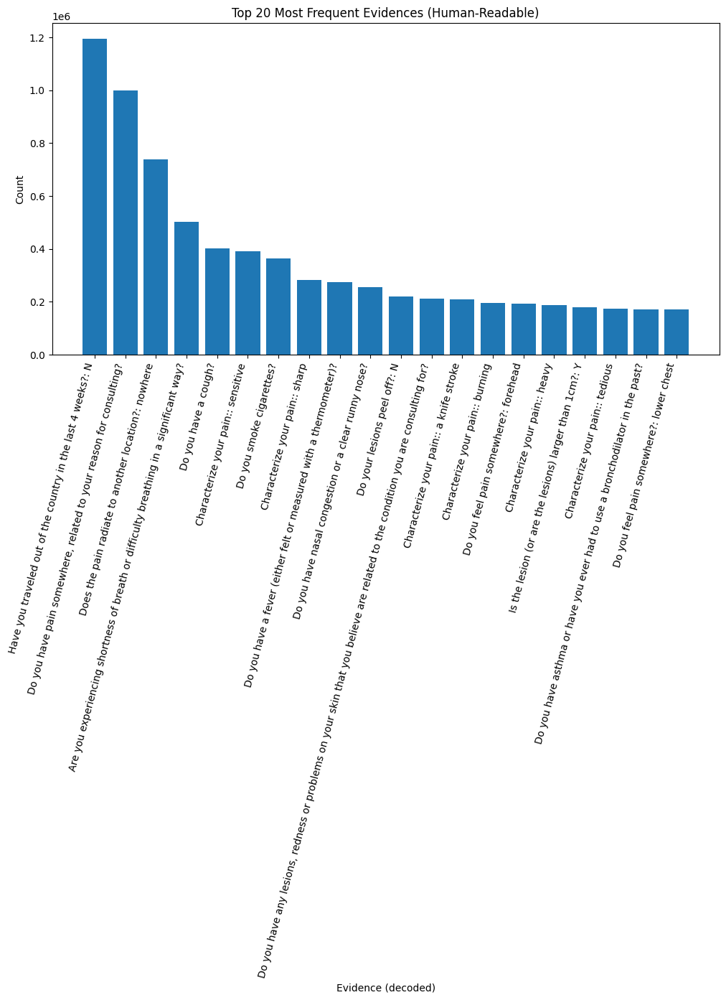 Top 20 Most Frequent Evidences (Human-Readable)
1e6
1.2
1.0
0.8
0.6
0.4
0.2
0.0
Count
Have you traveled out of the country in the last 4 weeks?: N
Do you have pain somewhere, related to your reason for consulting?
Does the pain radiate to another location?: nowhere
Are you experiencing shortness of breath or difficulty breathing in a significant way?
Do you have a cough?
Characterize your pain:: sensitive
Do you smoke cigarettes?
Characterize your pain:: sharp
Do you have a fever (either felt or measured with a thermometer)?
Do you have nasal congestion or a clear runny nose?
Do your lesions peel off?: N
Do you have any lesions, redness or problems on your skin that you believe are related to the condition you are consulting for?
Characterize your pain:: a knife stroke
Characterize your pain:: burning
Do you feel pain somewhere?: forehead
Characterize your pain:: heavy
Is the lesion (or are the lesions) larger than 1cm?: Y
Characterize your pain:: tedious
Do you have asthma or have you ever had to use a bronchodilator in the past?
Do you feel pain somewhere?: lower chest
Evidence (decoded)